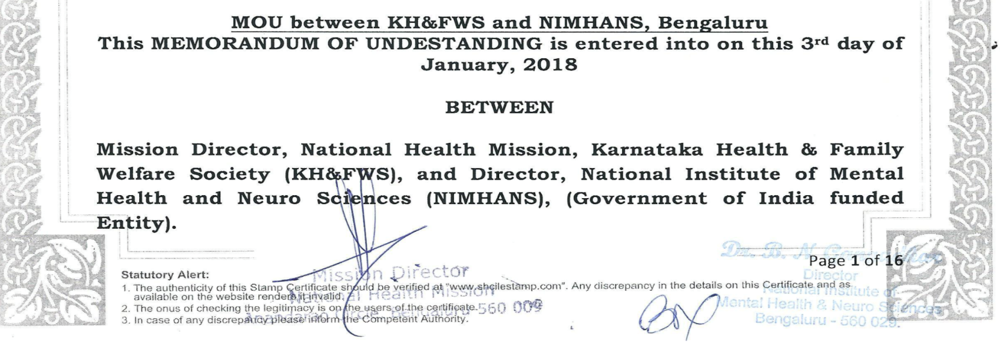 MOU between KH&FWS and NIMHANS, Bengaluru
This MEMORANDUM OF UNDESTANDING is entered into on this 3rd day of
January, 2018
BETWEEN
Mission Director, National Health Mission, Karnataka Health & Family
Welfare Society (KH&FWS), and Director, National Institute of Mental
Health and Neuro Sciences (NIMHANS), (Government of India funded
Entity).
Dr. B. N.
Page 1 of 16
Statutory Alert:
1. The authenticity of this Stamp Certificate should be verified at "www.shcilestamp.com". Any discrepancy in the details on this Certificate and as
available on the website renders it invalid.
2. The onus of checking the legitimacy is on the users of the certificate.
3. In case of any discrepancy please inform the Competent Authority.
Mission Director
National Health Mission
Anandarao Circle, Bengaluru-560 009
Director
National Institute of
Mental Health & Neuro Sciences
Bengaluru - 560 029.